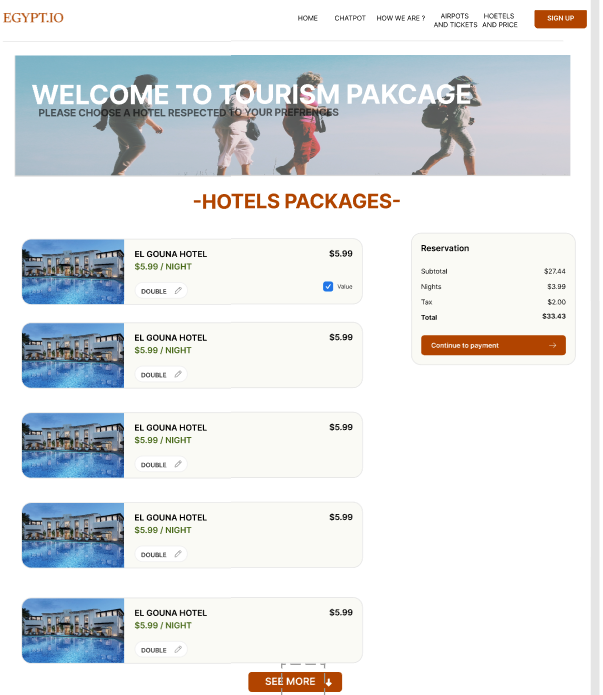 EGYPT.IO
HOME
CHATPOT
HOW WE ARE ?
AIRPOTS
AND TICKETS
HOETELS
AND PRICE
SIGN UP
WELCOME TO TOURISM PAKCAGE
PLEASE CHOOSE A HOTEL RESPECTED TO YOUR PREFRENCES
-HOTELS PACKAGES-
EL GOUNA HOTEL
$5.99
$5.99 / NIGHT
DOUBLE
Value
EL GOUNA HOTEL
$5.99
$5.99 / NIGHT
DOUBLE
EL GOUNA HOTEL
$5.99
$5.99 / NIGHT
DOUBLE
EL GOUNA HOTEL
$5.99
$5.99 / NIGHT
DOUBLE
EL GOUNA HOTEL
$5.99
$5.99 / NIGHT
DOUBLE
SEE MORE
Reservation
Subtotal $27.44
Nights $3.99
Tax $2.00
Total $33.43
Continue to payment